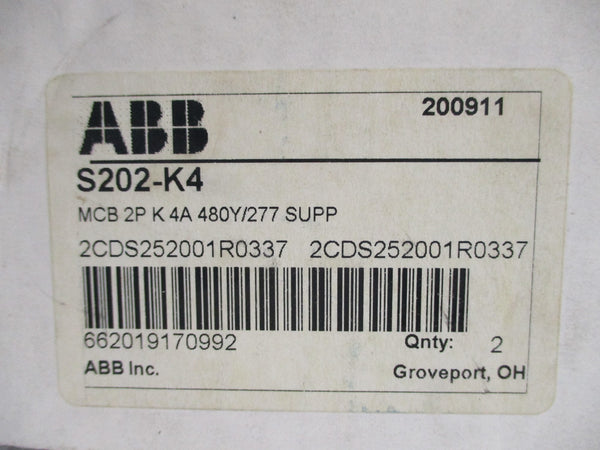 ABB 200911
S202-K4
MCB 2P K 4A 480Y/277 SUPP
2CDS252001R0337 2CDS252001R0337
662019170992 Qnty: 2
ABB Inc. Groveport, OH